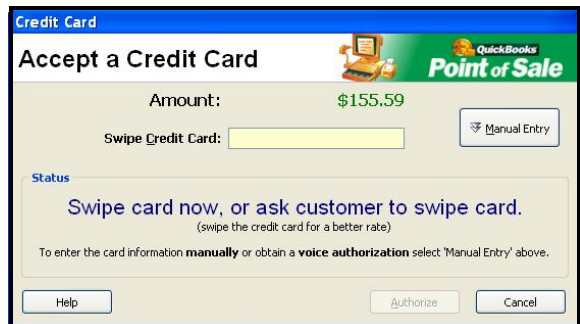 Credit Card
Accept a Credit Card
QuickBooks
Point of Sale
Amount: $155.59
Swipe Credit Card:
Manual Entry
Status
Swipe card now, or ask customer to swipe card.
(swipe the credit card for a better rate)
To enter the card information manually or obtain a voice authorization select 'Manual Entry' above.
Help Authorize Cancel